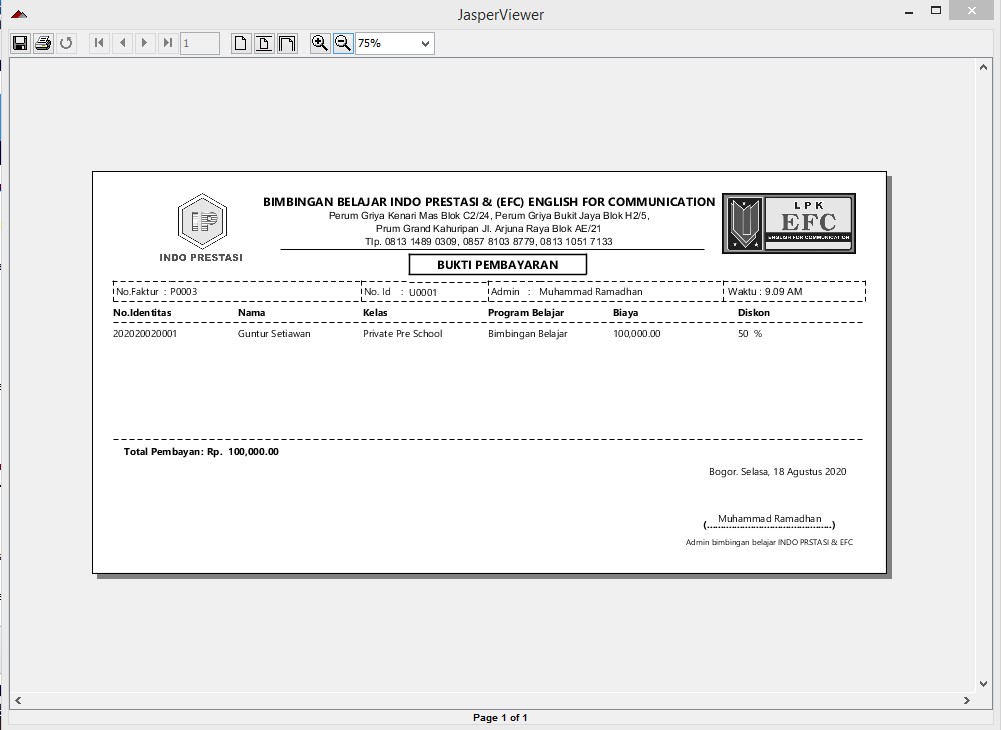 JasperViewer
1
75%
BIMBINGAN BELAJAR INDO PRESTASI & (EFC) ENGLISH FOR COMMUNICATION
Perum Griya Kenari Mas Blok C2/24, Perum Griya Bukit Jaya Blok H2/5,
Prum Grand Kahuripan Jl. Arjuna Raya Blok AE/21
Tlp. 0813 1489 0309, 0857 8103 8779, 0813 1051 7133
IP
INDO PRESTASI
LPK
EFC
ENGLISH FOR COMMUNICATION
BUKTI PEMBAYARAN
No.Faktur : P0003 No. Id : U0001 Admin : Muhammad Ramadhan Waktu : 9.09 AM
No.Identitas Nama Kelas Program Belajar Biaya Diskon
202020020001 Guntur Setiawan Private Pre School Bimbingan Belajar 100,000.00 50 %
Total Pembayan: Rp. 100,000.00
Bogor. Selasa, 18 Agustus 2020
Muhammad Ramadhan
(................................................)
Admin bimbingan belajar INDO PRSTASI & EFC
Page 1 of 1